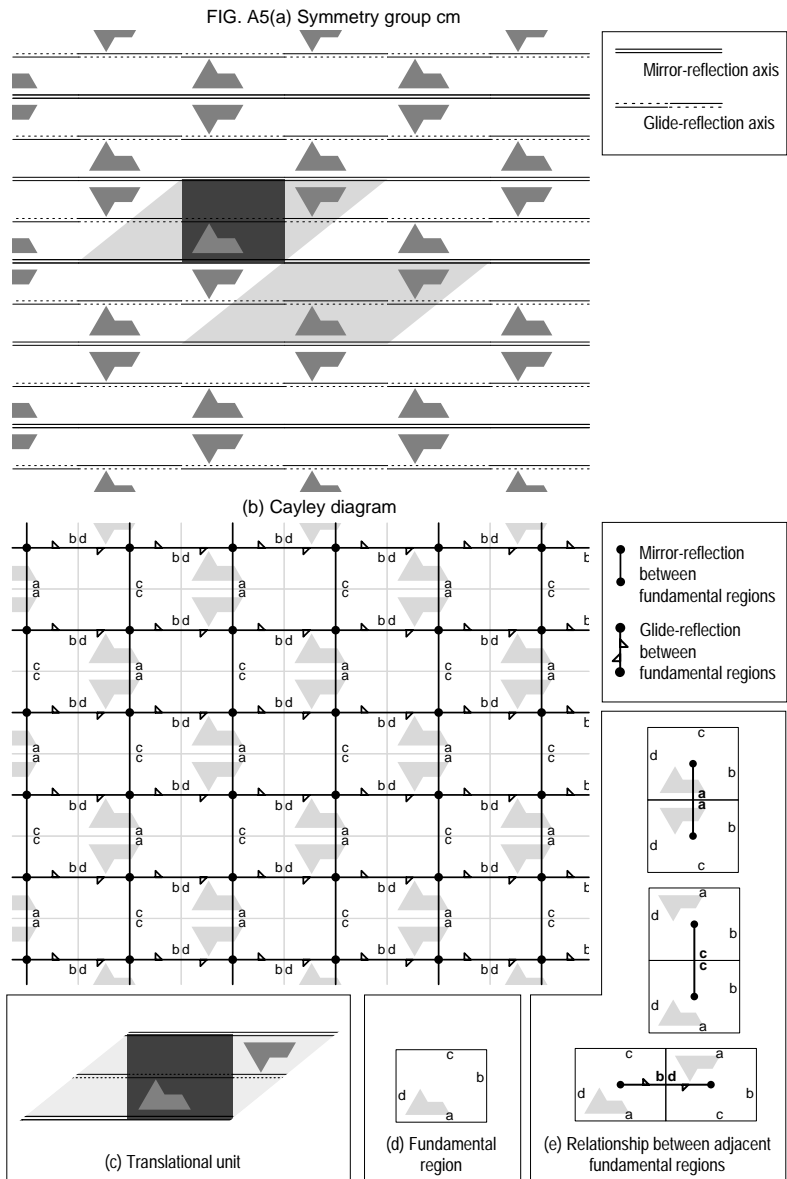 FIG. A5(a) Symmetry group cm
Mirror-reflection axis
Glide-reflection axis
(b) Cayley diagram
b d b d b d b d b d b
a c a c a c
a c a c a c
b d b d b d b d b d b
c a c a c a
c a c a c a
b d b d b d b d b d b
a c a c a c
a c a c a c
b d b d b d b d b d b
c a c a c a
c a c a c a
b d b d b d b d b d b
a c a c a c
a c a c a c
b d b d b d b d b d b
Mirror-reflection
between
fundamental regions
Glide-reflection
between
fundamental regions
c
d b
a
a
d b
c
a
d b
c
c
d b
a
c a
d b d b
a c
(e) Relationship between adjacent
fundamental regions
(c) Translational unit
c
b
d
a
(d) Fundamental
region